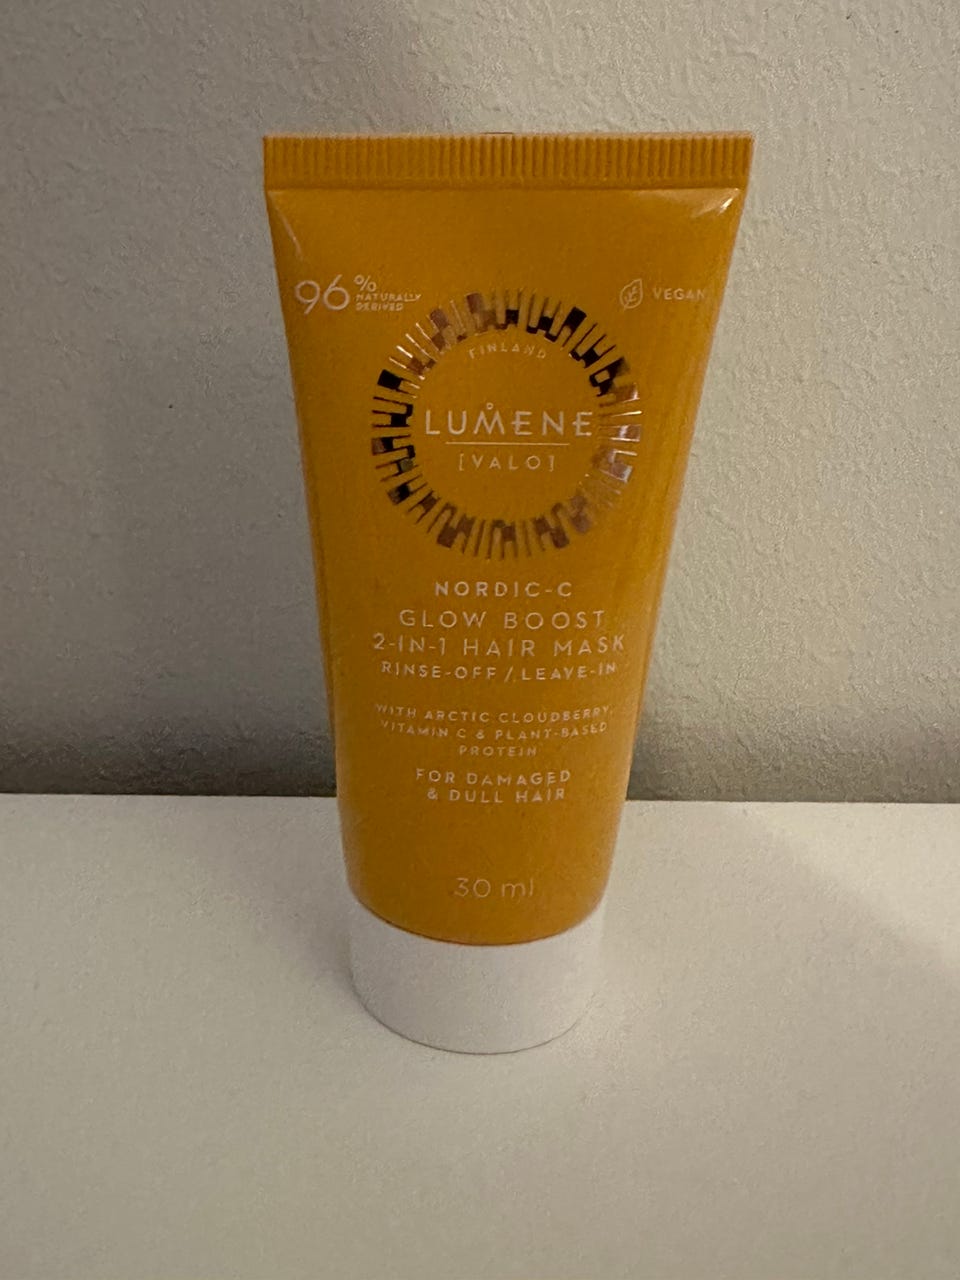 96% NATURALLY
DERIVED
VEGAN
FINLAND
LUMENE
[VALO]
NORDIC-C
GLOW BOOST
2-IN-1 HAIR MASK
RINSE-OFF / LEAVE-IN
WITH ARCTIC CLOUDBERRY,
VITAMIN C & PLANT-BASED
PROTEIN
FOR DAMAGED
& DULL HAIR
30 ml